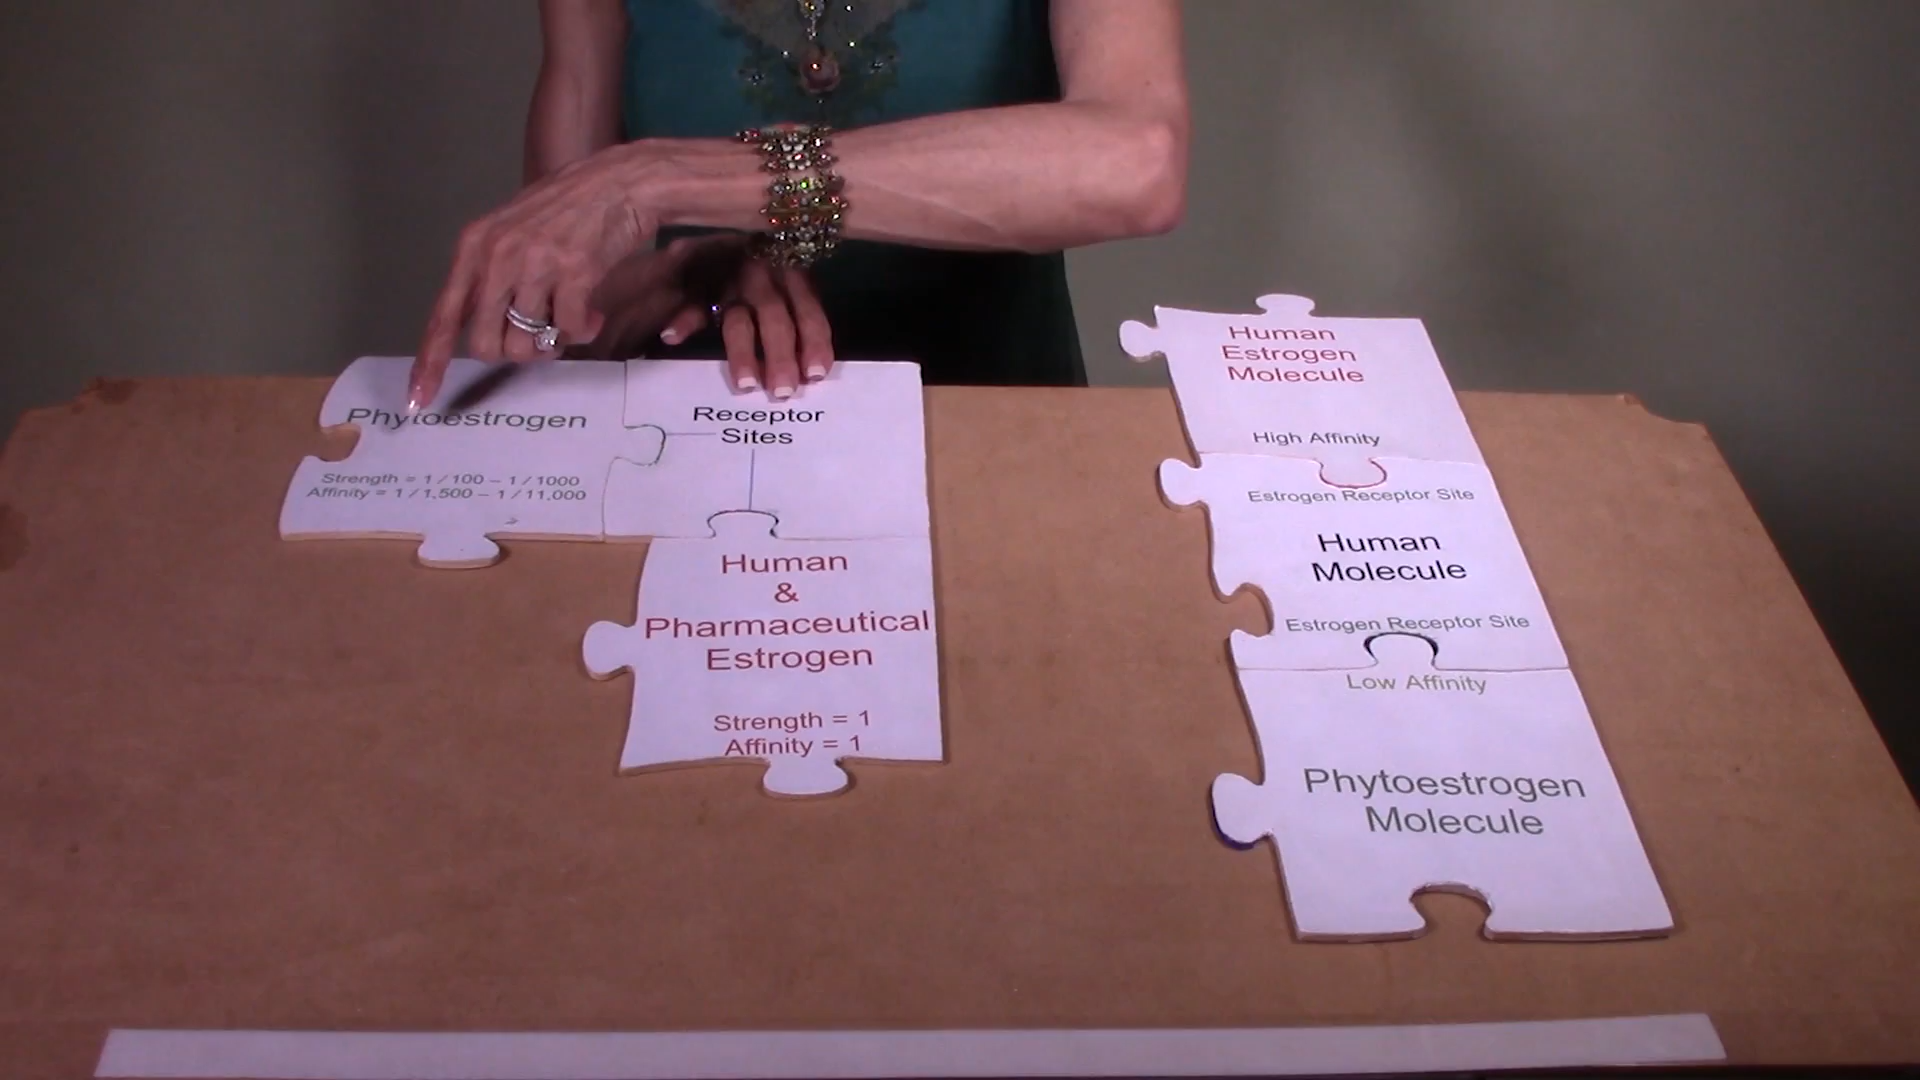 Phytoestrogen
Strength = 1 / 100 – 1 / 1000
Affinity = 1 / 1,500 – 1 / 11,000
Receptor
Sites
Human
&
Pharmaceutical
Estrogen
Strength = 1
Affinity = 1
Human
Estrogen
Molecule
High Affinity
Estrogen Receptor Site
Human
Molecule
Estrogen Receptor Site
Low Affinity
Phytoestrogen
Molecule